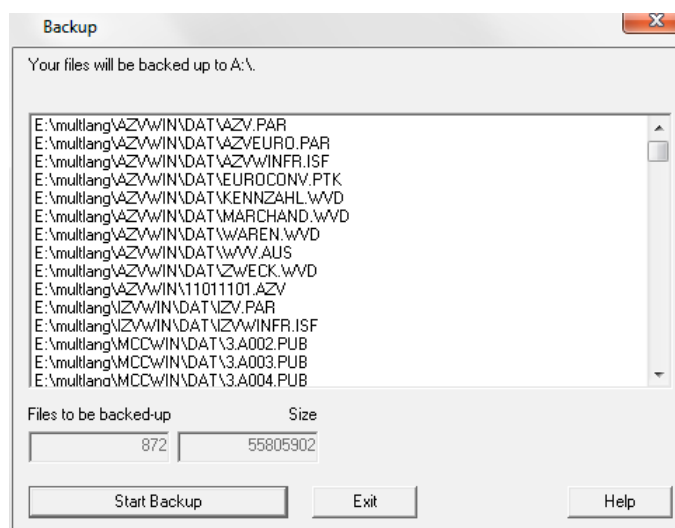 Backup
Your files will be backed up to A:\.
E:\multlang\AZVWIN\DAT\AZV.PAR
E:\multlang\AZVWIN\DAT\AZVEURO.PAR
E:\multlang\AZVWIN\DAT\AZVWINFR.ISF
E:\multlang\AZVWIN\DAT\EUROCONV.PTK
E:\multlang\AZVWIN\DAT\KENNZAHL.WVD
E:\multlang\AZVWIN\DAT\MARCHAND.WVD
E:\multlang\AZVWIN\DAT\WAREN.WVD
E:\multlang\AZVWIN\DAT\WVV.AUS
E:\multlang\AZVWIN\DAT\ZWECK.WVD
E:\multlang\AZVWIN\11011101.AZV
E:\multlang\IZVWIN\DAT\IZV.PAR
E:\multlang\IZVWIN\DAT\IZVWINFR.ISF
E:\multlang\MCCWIN\DAT\3.A002.PUB
E:\multlang\MCCWIN\DAT\3.A003.PUB
E:\multlang\MCCWIN\DAT\3.A004.PUB
Files to be backed-up Size
872 55805902
Start Backup Exit Help